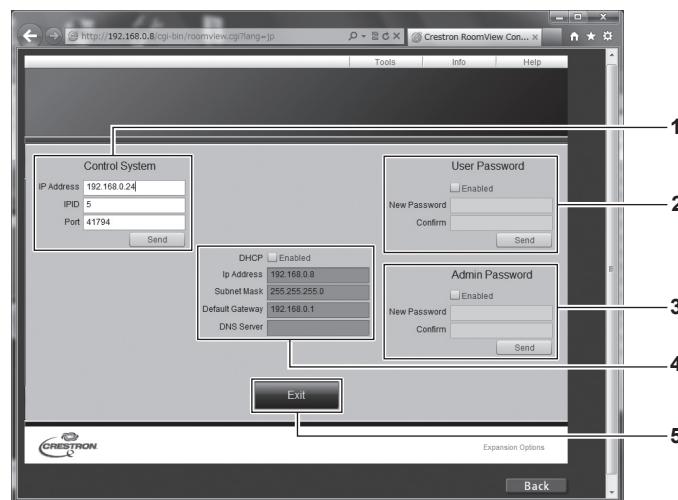 http://192.168.0.8/cgi-bin/roomview.cgi?lang=jp
Crestron RoomView Con... ×
Tools Info Help
1
Control System
IP Address 192.168.0.24
IPID 5
Port 41794
Send
User Password
Enabled
New Password
Confirm
Send
2
DHCP Enabled
Ip Address 192.168.0.8
Subnet Mask 255.255.255.0
Default Gateway 192.168.0.1
DNS Server
Admin Password
Enabled
New Password
Confirm
Send
3
4
Exit
5
CRESTRON
Expansion Options
Back